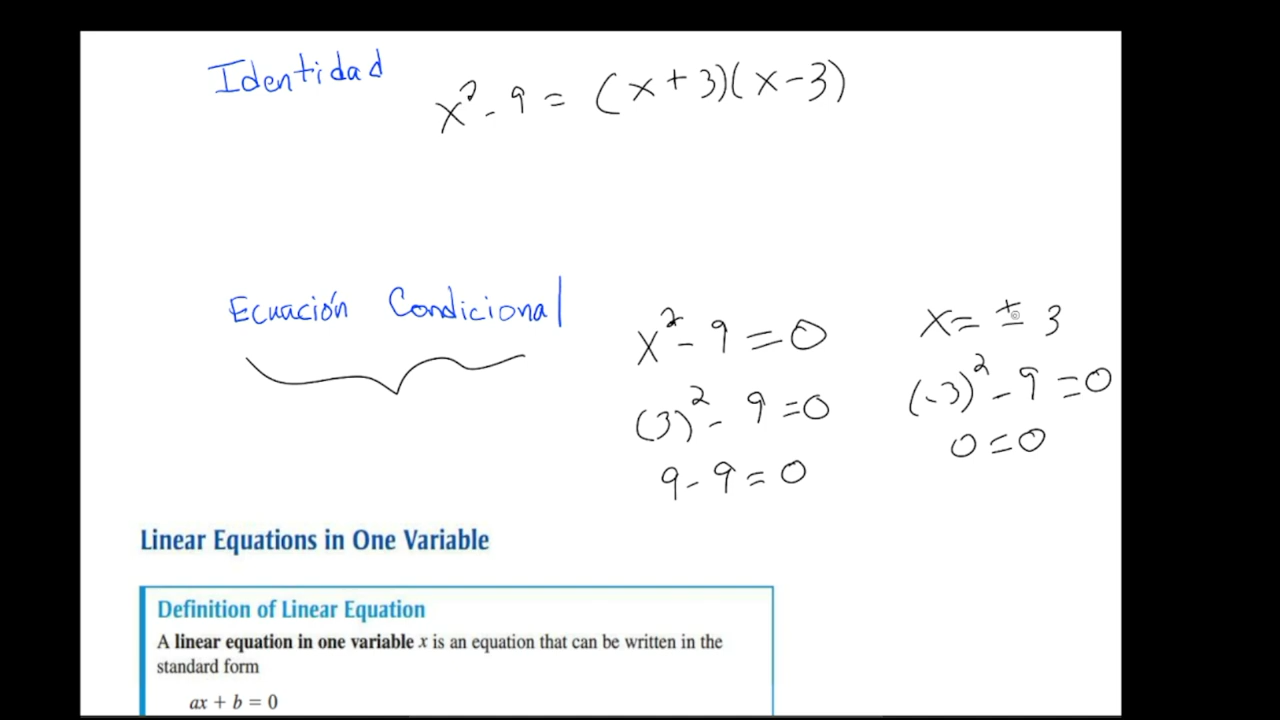 Identidad
x² - 9 = (x + 3)(x - 3)
Ecuación Condicional
x² - 9 = 0
x = ± 3
(3)² - 9 = 0
(-3)² - 9 = 0
9 - 9 = 0
0 = 0
Linear Equations in One Variable
Definition of Linear Equation
A linear equation in one variable x is an equation that can be written in the
standard form
ax + b = 0